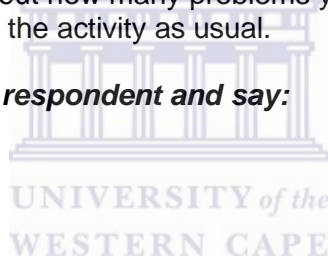 out how many problems y
the activity as usual.
respondent and say:
UNIVERSITY of the
WESTERN CAPE